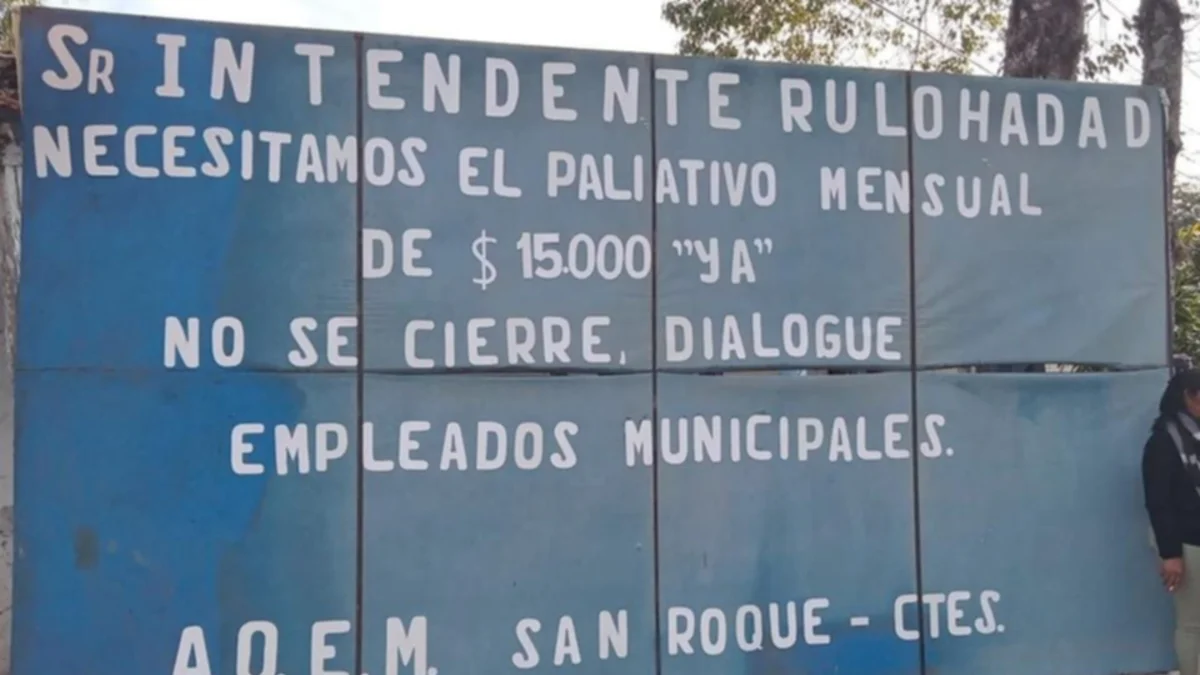 Sr INTENDENTE RULOHADAD
NECESITAMOS EL PALIATIVO MENSUAL
DE $ 15.000 "YA"
NO SE CIERRE, DIALOGUE
EMPLEADOS MUNICIPALES.
A.O.E.M. SAN ROQUE - CTES.